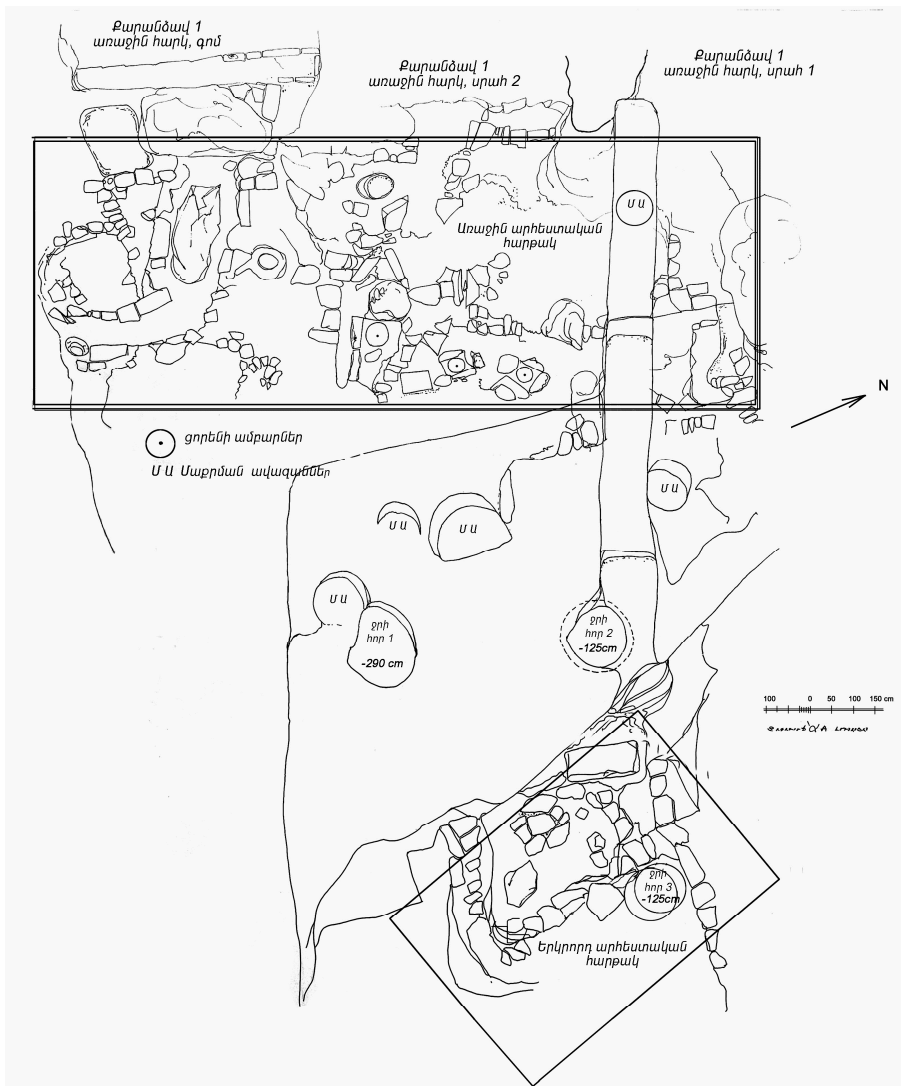 Քարանձավ 1
առաջին հարկ, գոմ
Քարանձավ 1
առաջին հարկ, սրահ 2
Քարանձավ 1
առաջին հարկ, սրահ 1
Մ Ա
Առաջին արհեստական
հարթակ
N
ցորենի ամբարներ
Մ Ա Մաքրման ավազաններ
Մ Ա
Մ Ա
Մ Ա
Մ Ա
ջրի
հոր 1
-290 cm
ջրի
հոր 2
-125cm
100 0 50 100 150 cm
ջրի
հոր 3
-125cm
Երկրորդ արհեստական
հարթակ